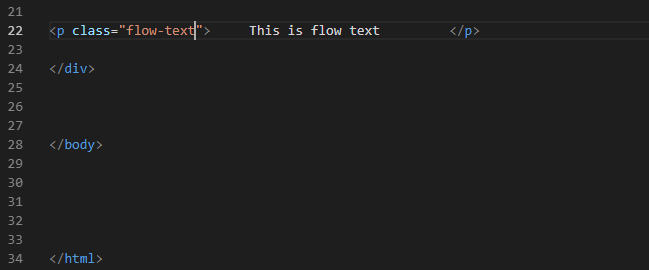 21
22 <p class="flow-text">     This is flow text         </p>
23
24 </div>
25
26
27
28 </body>
29
30
31
32
33
34 </html>